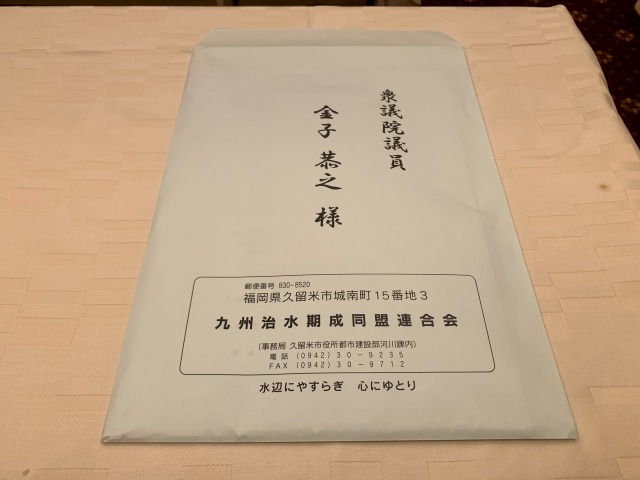 衆議院議員
金子 恭之 様
郵便番号 830-8520
福岡県久留米市城南町15番地3
九州治水期成同盟連合会
(事務局 久留米市役所都市建設部河川課内)
電話 (0942)30-9235
FAX (0942)30-9712
水辺にやすらぎ 心にゆとり